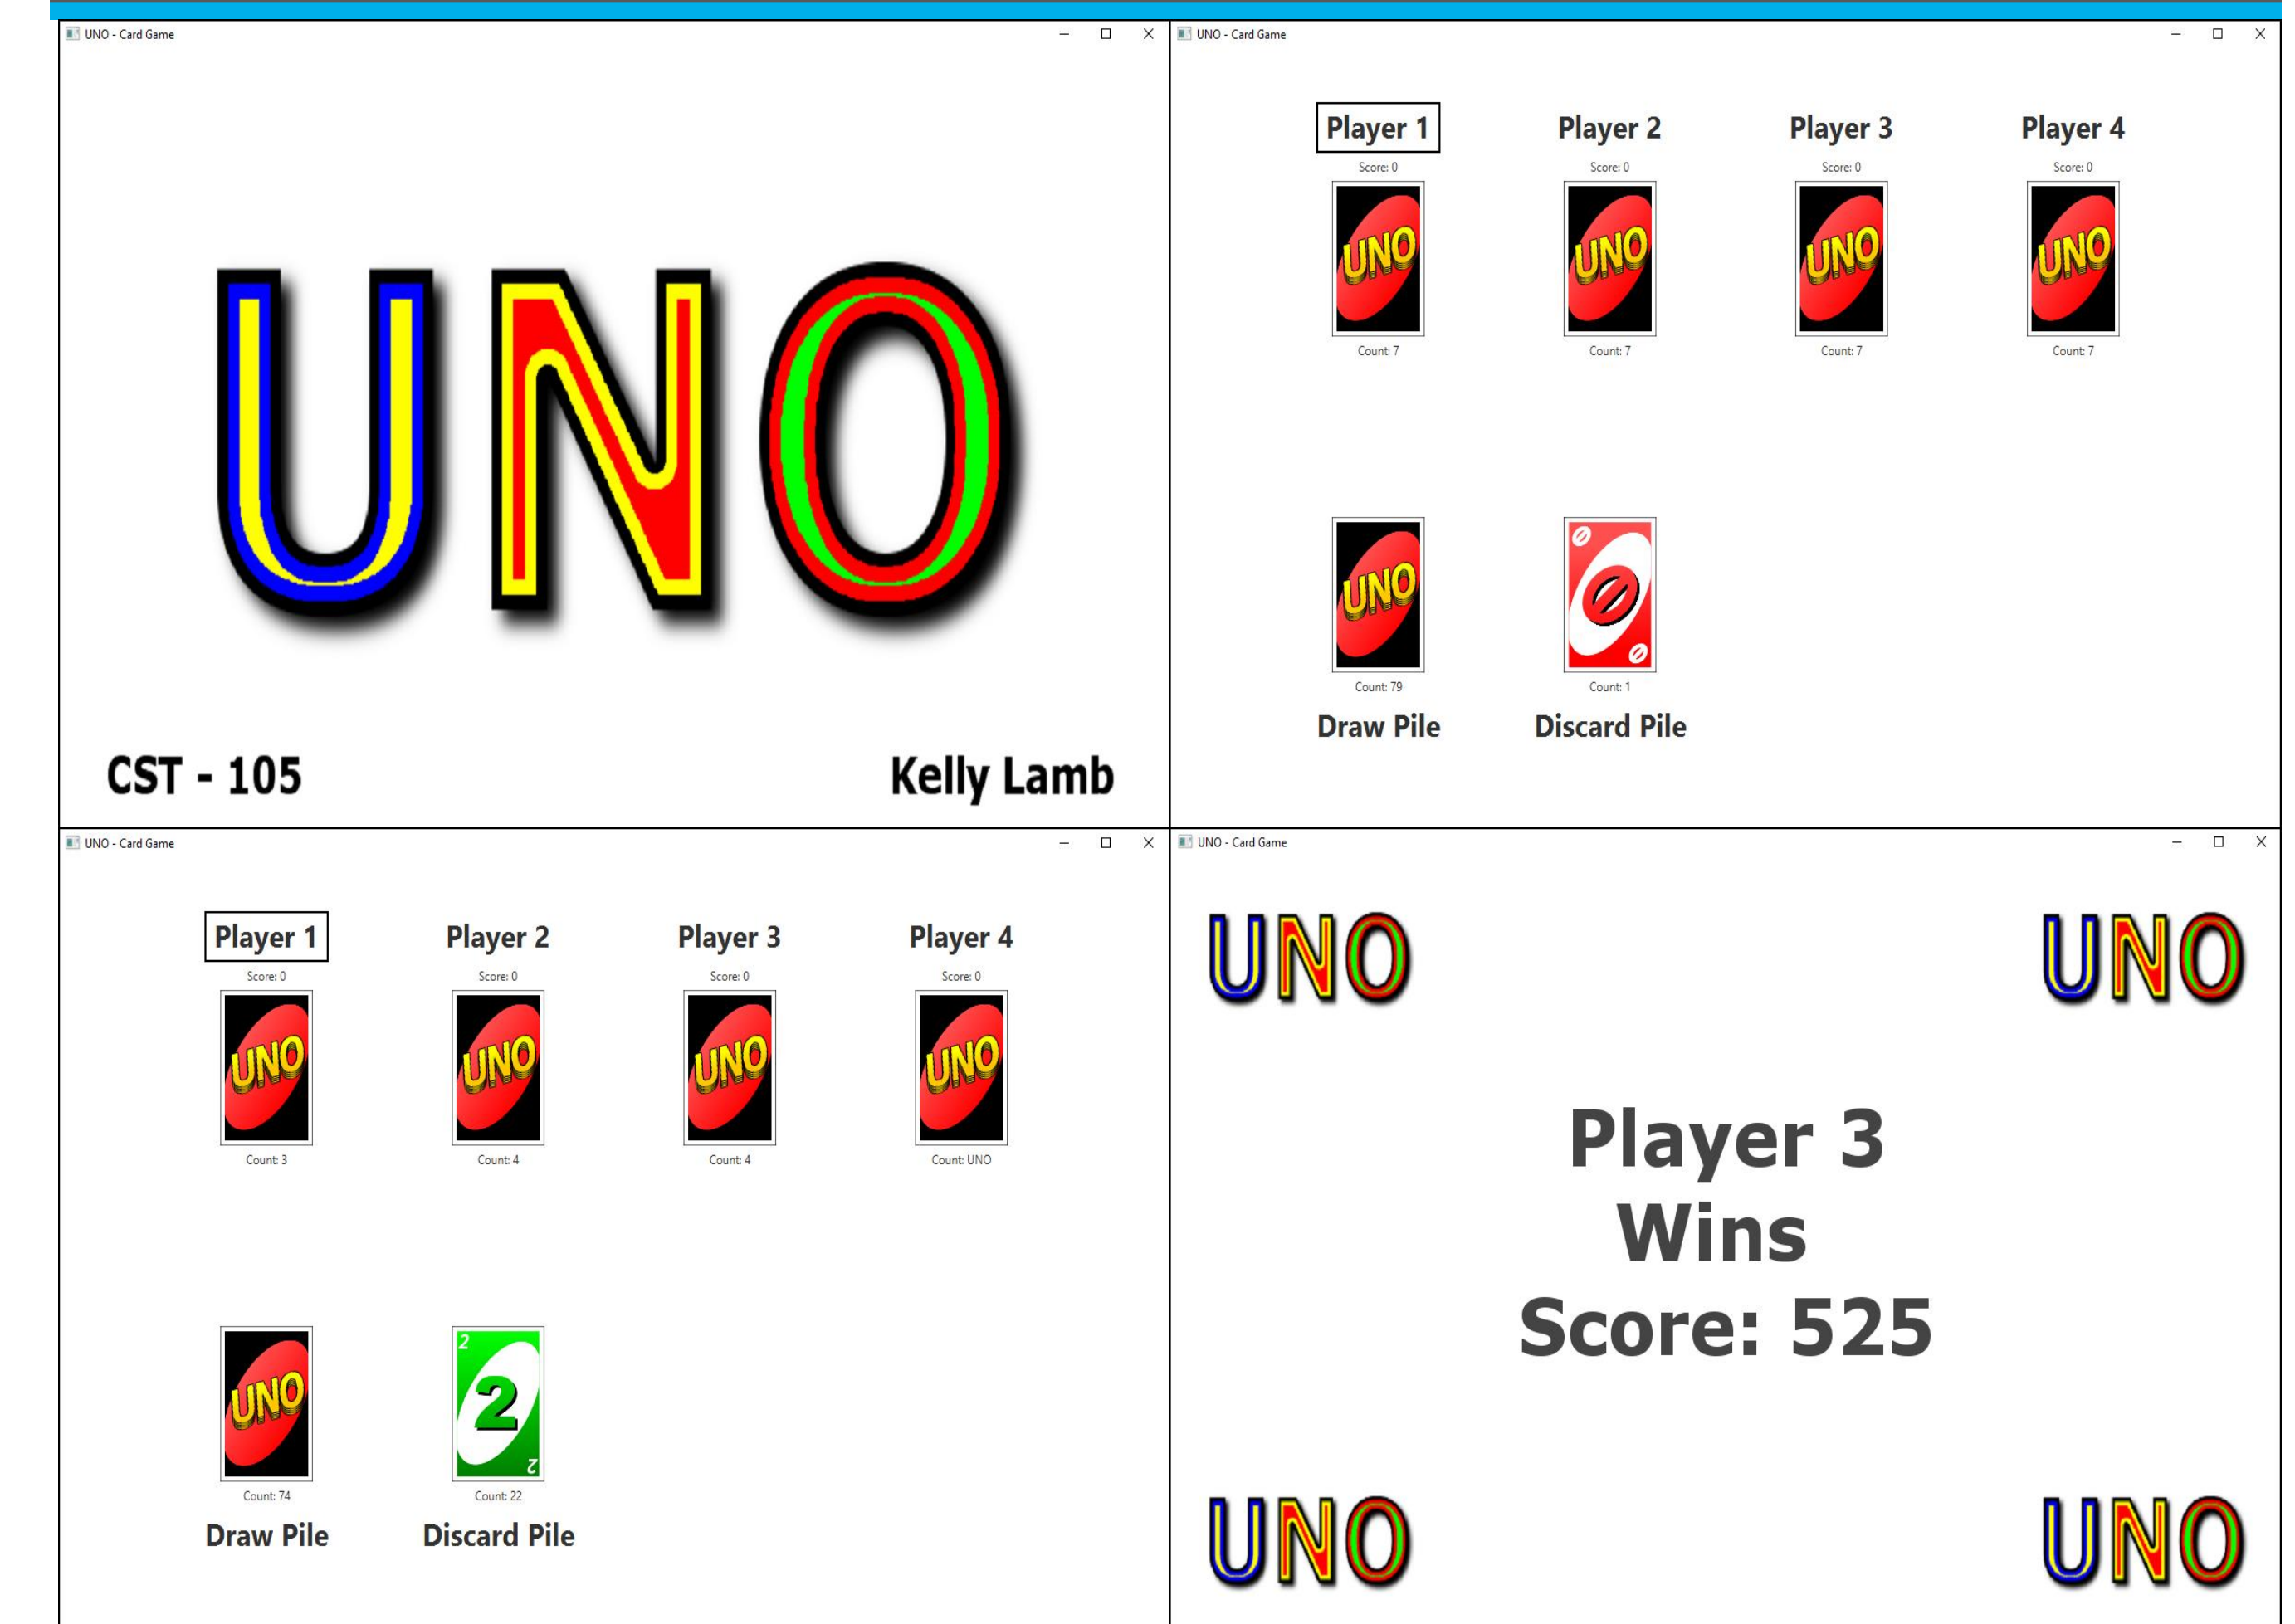 UNO - Card Game
UNO
CST - 105
Kelly Lamb
UNO - Card Game
Player 1 Player 2 Player 3 Player 4
Score: 0 Score: 0 Score: 0 Score: 0
UNO UNO UNO UNO
Count: 7 Count: 7 Count: 7 Count: 7
UNO
Count: 79 Count: 1
Draw Pile Discard Pile
UNO - Card Game
Player 1 Player 2 Player 3 Player 4
Score: 0 Score: 0 Score: 0 Score: 0
UNO UNO UNO UNO
Count: 3 Count: 4 Count: 4 Count: UNO
2
UNO 2
2
Count: 74 Count: 22
Draw Pile Discard Pile
UNO - Card Game
UNO UNO
Player 3
Wins
Score: 525
UNO UNO